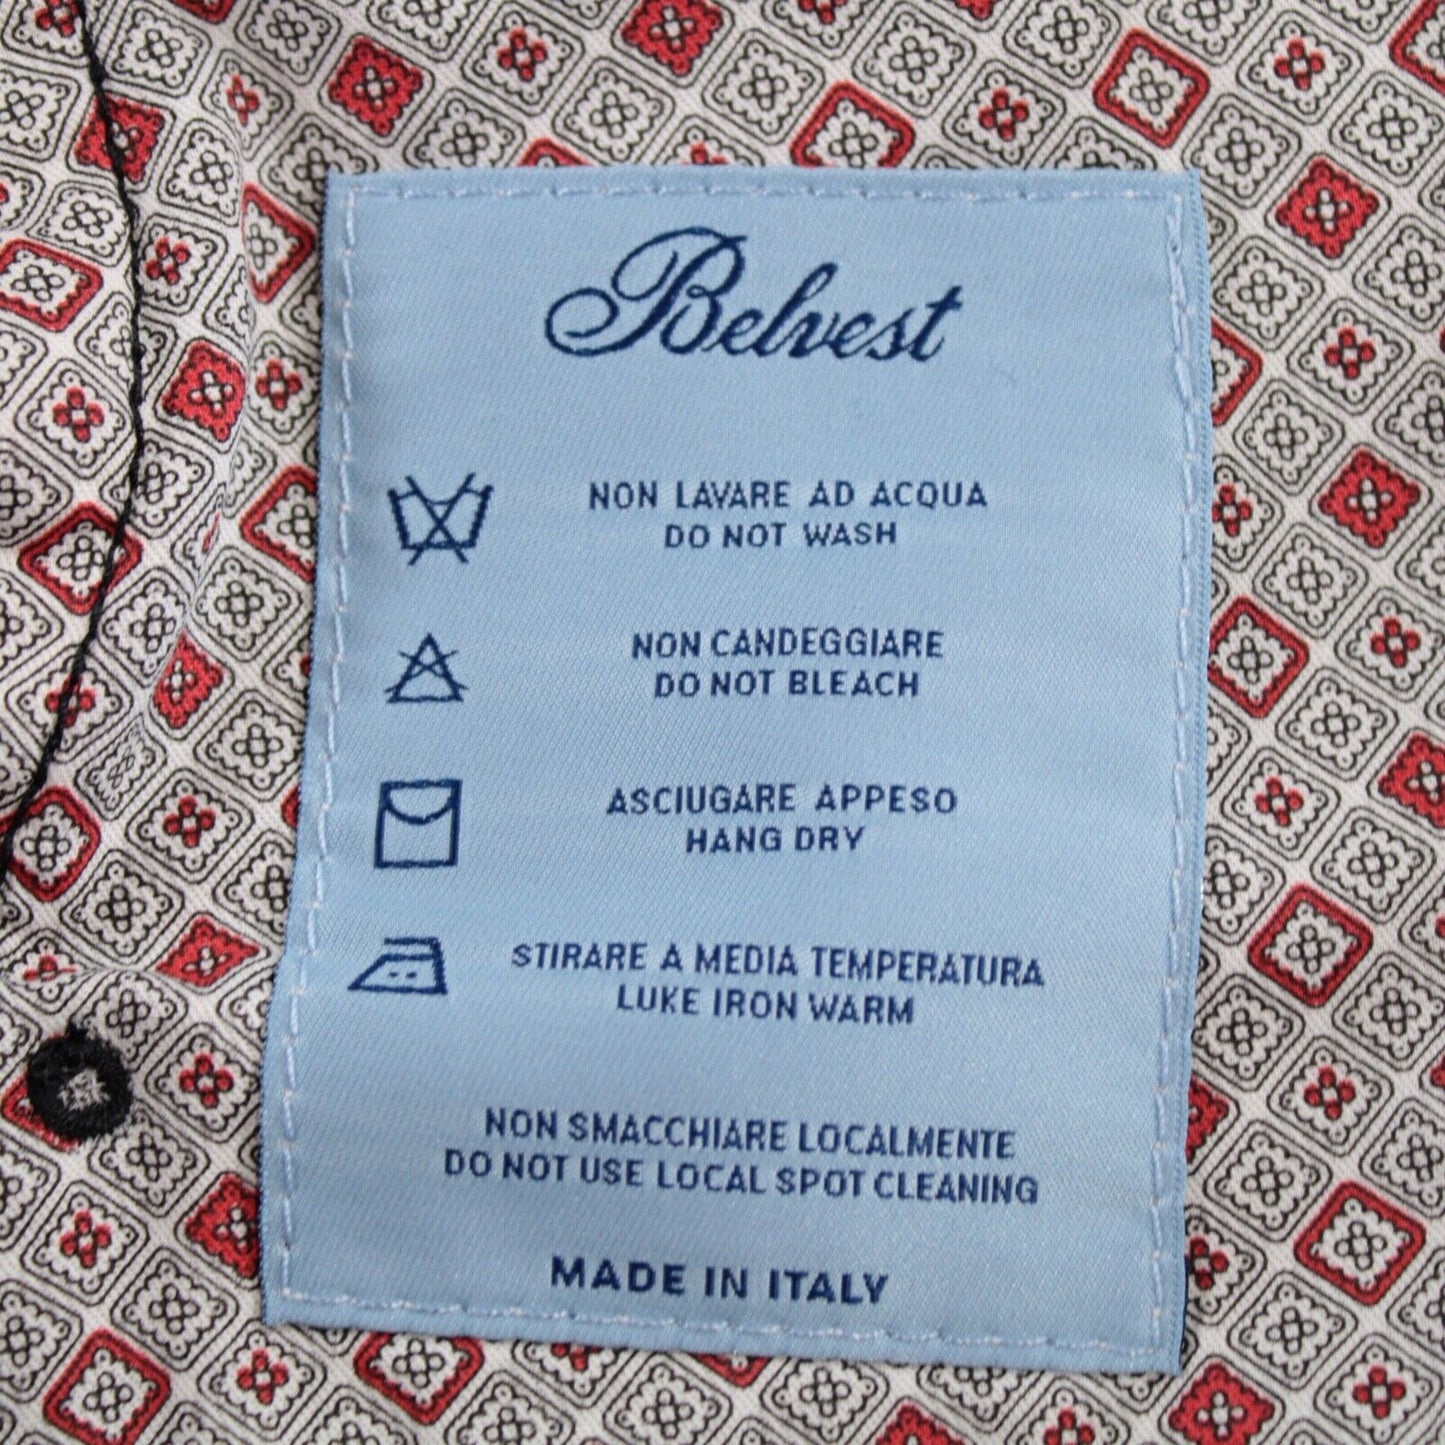 Belvest
NON LAVARE AD ACQUA
DO NOT WASH
NON CANDEGGIARE
DO NOT BLEACH
ASCIUGARE APPESO
HANG DRY
STIRARE A MEDIA TEMPERATURA
LUKE IRON WARM
NON SMACCHIARE LOCALMENTE
DO NOT USE LOCAL SPOT CLEANING
MADE IN ITALY